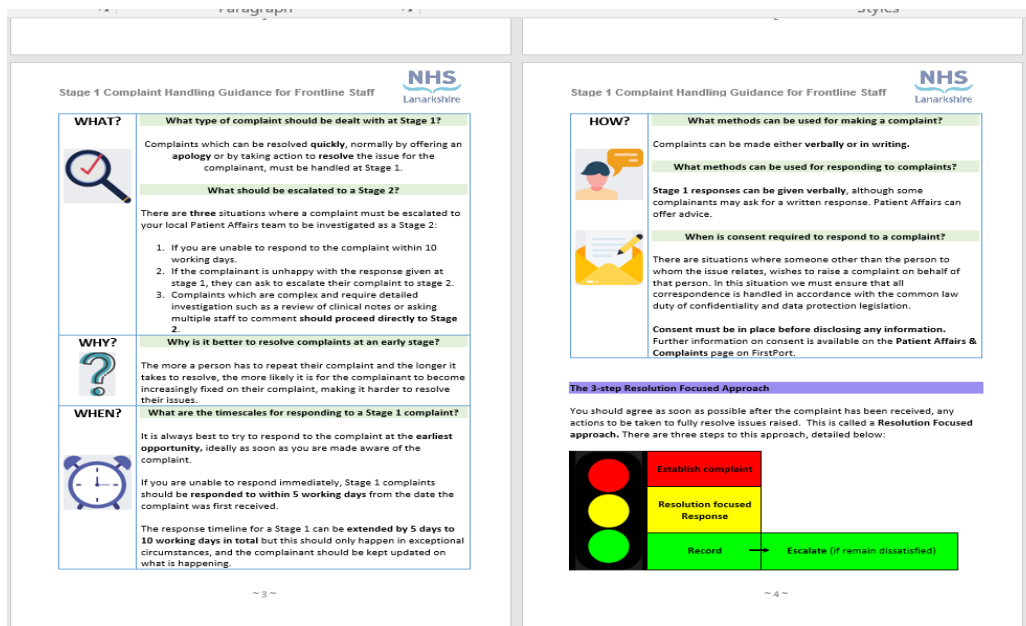 Paragraph
Styles
Stage 1 Complaint Handling Guidance for Frontline Staff
NHS
Lanarkshire
WHAT?
What type of complaint should be dealt with at Stage 1?
Complaints which can be resolved quickly, normally by offering an
apology or by taking action to resolve the issue for the
complainant, must be handled at Stage 1.
What should be escalated to a Stage 2?
There are three situations where a complaint must be escalated to
your local Patient Affairs team to be investigated as a Stage 2:
1. If you are unable to respond to the complaint within 10
working days.
2. If the complainant is unhappy with the response given at
stage 1, they can ask to escalate their complaint to stage 2.
3. Complaints which are complex and require detailed
investigation such as a review of clinical notes or asking
multiple staff to comment should proceed directly to Stage
2.
WHY?
Why is it better to resolve complaints at an early stage?
The more a person has to repeat their complaint and the longer it
takes to resolve, the more likely it is for the complainant to become
increasingly fixed on their complaint, making it harder to resolve
their issues.
WHEN?
What are the timescales for responding to a Stage 1 complaint?
It is always best to try to respond to the complaint at the earliest
opportunity, ideally as soon as you are made aware of the
complaint.
If you are unable to respond immediately, Stage 1 complaints
should be responded to within 5 working days from the date the
complaint was first received.
The response timeline for a Stage 1 can be extended by 5 days to
10 working days in total but this should only happen in exceptional
circumstances, and the complainant should be kept updated on
what is happening.
~ 3 ~
Stage 1 Complaint Handling Guidance for Frontline Staff
NHS
Lanarkshire
HOW?
What methods can be used for making a complaint?
Complaints can be made either verbally or in writing.
What methods can be used for responding to complaints?
Stage 1 responses can be given verbally, although some
complainants may ask for a written response. Patient Affairs can
offer advice.
When is consent required to respond to a complaint?
There are situations where someone other than the person to
whom the issue relates, wishes to raise a complaint on behalf of
that person. In this situation we must ensure that all
correspondence is handled in accordance with the common law
duty of confidentiality and data protection legislation.
Consent must be in place before disclosing any information.
Further information on consent is available on the Patient Affairs &
Complaints page on FirstPort.
The 3-step Resolution Focused Approach
You should agree as soon as possible after the complaint has been received, any
actions to be taken to fully resolve issues raised. This is called a Resolution Focused
approach. There are three steps to this approach, detailed below:
Establish complaint
Resolution focused
Response
Record
Escalate (if remain dissatisfied)
~ 4 ~